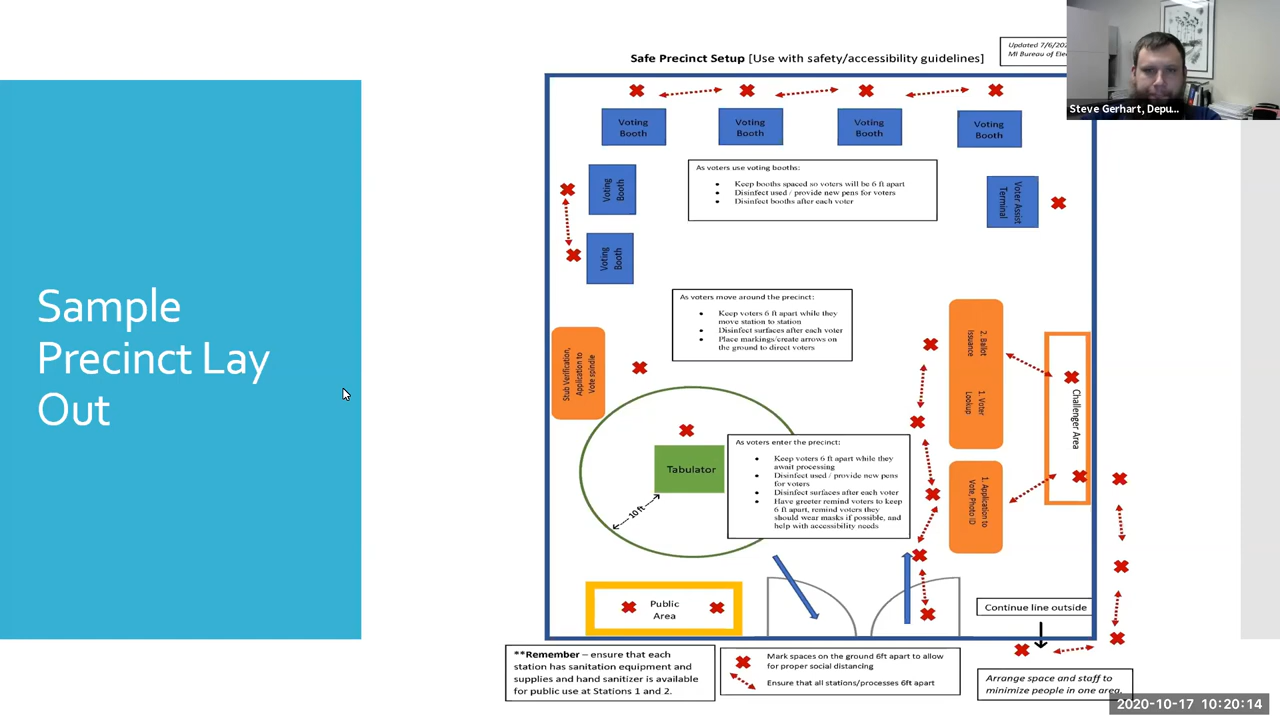 Sample
Precinct Lay
Out
Safe Precinct Setup [Use with safety/accessibility guidelines]
Updated 7/6/202
MI Bureau of Ele
Steve Gerhart, Depu...
Voting
Booth
Voting
Booth
Voting
Booth
Voting
Booth
Voting
Booth
Voting
Booth
As voters use voting booths:
• Keep booths spaced so voters will be 6 ft apart
• Disinfect used / provide new pens for voters
• Disinfect booths after each voter
Voter Assist
Terminal
As voters move around the precinct:
• Keep voters 6 ft apart while they
move station to station
• Disinfect surfaces after each voter
• Place markings/create arrows on
the ground to direct voters
Stub Verification,
Application to
Vote spindle
2. Ballot
Issuance
1. Voter
Lookup
Challenger Area
1. Application to
Vote, Photo ID
Tabulator
10 ft
As voters enter the precinct:
• Keep voters 6 ft apart while they
await processing
• Disinfect used / provide new pens
for voters
• Disinfect surfaces after each voter
• Have greeter remind voters to keep
6 ft apart, remind voters they
should wear masks if possible, and
help with accessibility needs
Public
Area
Continue line outside
**Remember – ensure that each
station has sanitation equipment and
supplies and hand sanitizer is available
for public use at Stations 1 and 2.
Mark spaces on the ground 6ft apart to allow
for proper social distancing
Ensure that all stations/processes 6ft apart
Arrange space and staff to
minimize people in one area.
2020-10-17 10:20:14